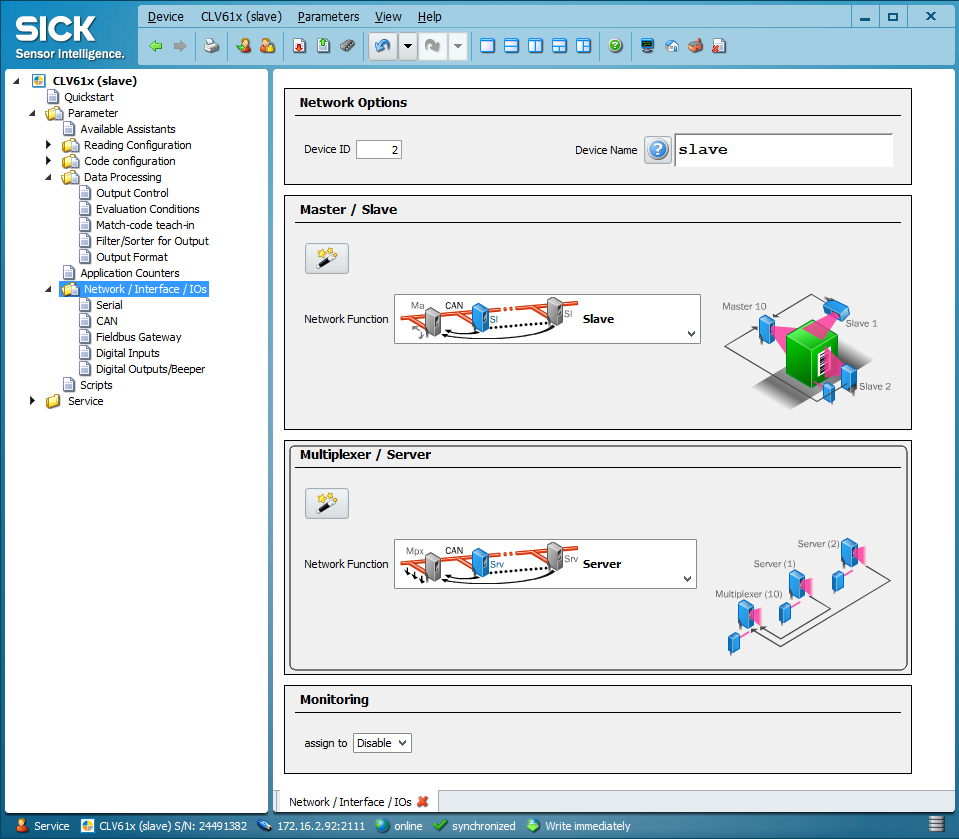 SICK
Sensor Intelligence.
Device CLV61x (slave) Parameters View Help
CLV61x (slave)
Quickstart
Parameter
Available Assistants
Reading Configuration
Code configuration
Data Processing
Output Control
Evaluation Conditions
Match-code teach-in
Filter/Sorter for Output
Output Format
Application Counters
Network / Interface / IOs
Serial
CAN
Fieldbus Gateway
Digital Inputs
Digital Outputs/Beeper
Scripts
Service
Network Options
Device ID 2 Device Name slave
Master / Slave
Network Function Ma CAN Sl Sl Slave
Master 10
Slave 1
Slave 2
Multiplexer / Server
Network Function Mpx CAN Srv Srv Server
Server (2)
Server (1)
Multiplexer (10)
Monitoring
assign to Disable
Network / Interface / IOs
Service CLV61x (slave) S/N: 24491382 172.16.2.92:2111 online synchronized Write immediately